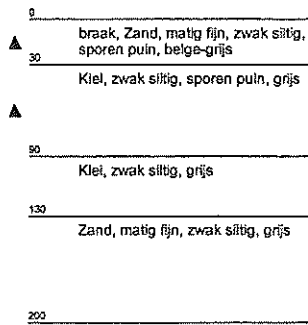 0
braak, Zand, matig fijn, zwak siltig,
sporen puin, beige-grijs
30
Klei, zwak siltig, sporen puin, grijs
90
Klei, zwak siltig, grijs
130
Zand, matig fijn, zwak siltig, grijs
200